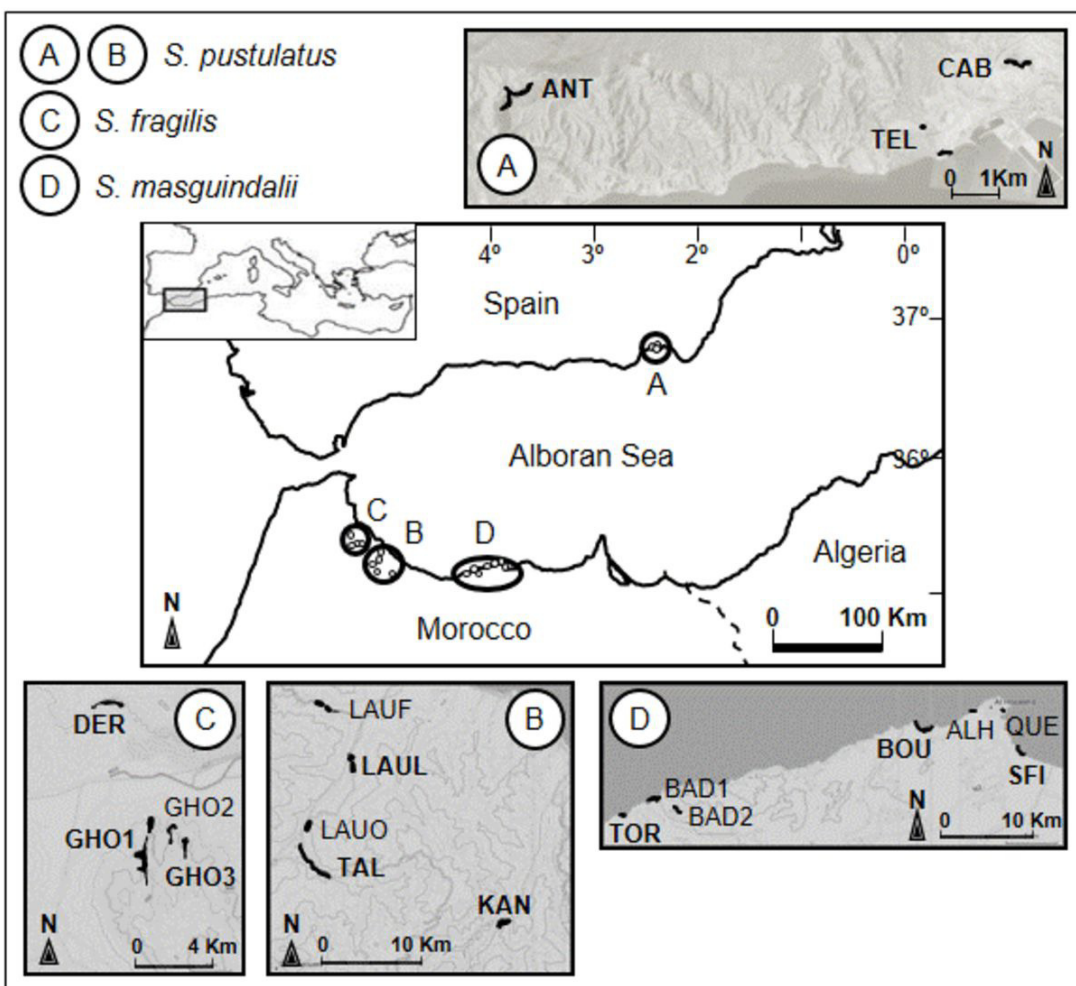 A B S. pustulatus
C S. fragilis
D S. masguindalii
ANT
CAB
TEL
A
N
0 1Km
4º 3º 2º 0º
Spain
37º
A
Alboran Sea
36º
C
B
D
Algeria
N
0 100 Km
Morocco
DER
C
GHO2
GHO1
GHO3
N
0 4 Km
LAUF
B
LAUL
LAUO
TAL
KAN
N
0 10 Km
D
BOU
ALH
QUE
SFI
BAD1
BAD2
TOR
N
0 10 Km